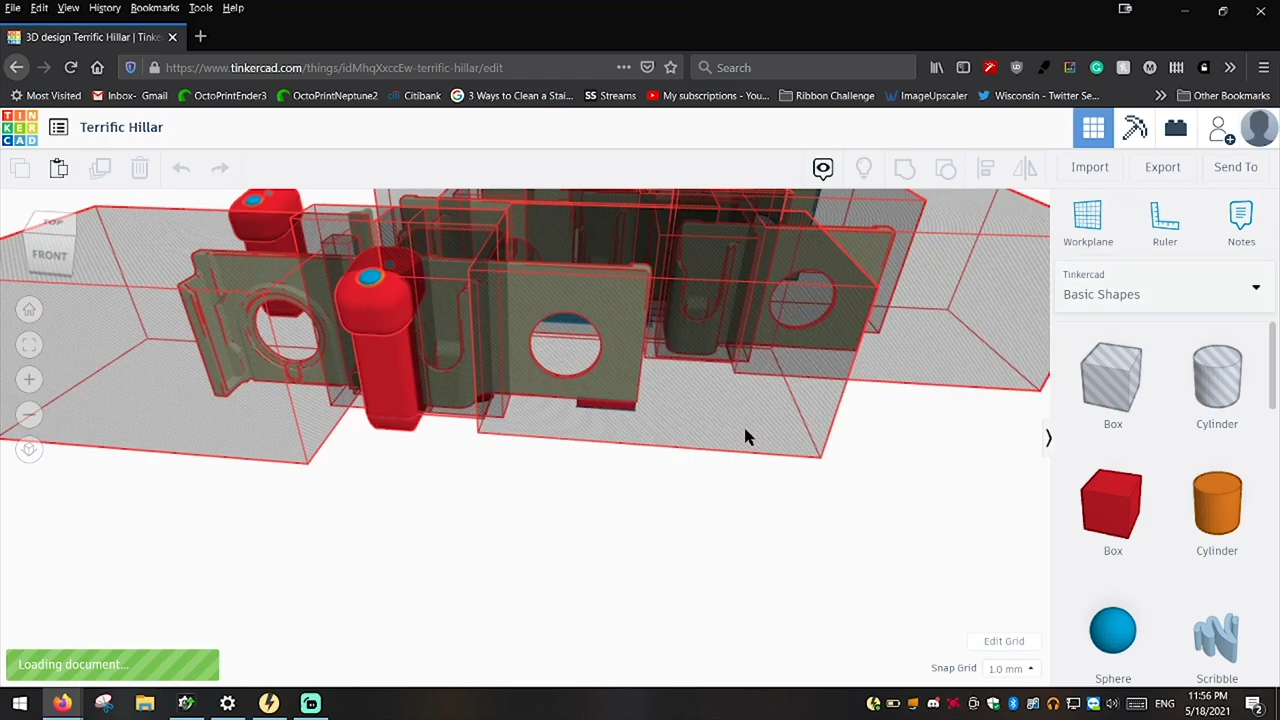 File Edit View History Bookmarks Tools Help
3D design Terrific Hillar | Tinke
https://www.tinkercad.com/things/idMhqXxccEw-terrific-hillar/edit
Search
Most Visited
Inbox- Gmail
OctoPrintEnder3
OctoPrintNeptune2
Citibank
3 Ways to Clean a Stai...
SS Streams
My subscriptions - You...
Ribbon Challenge
ImageUpscaler
Wisconsin - Twitter Se...
Other Bookmarks
TIN
KER
CAD
Terrific Hillar
Import
Export
Send To
TOP
FRONT
Workplane
Ruler
Notes
Tinkercad
Basic Shapes
Box
Cylinder
Box
Cylinder
Sphere
Scribble
Edit Grid
Snap Grid 1.0 mm
Loading document...
ENG
11:56 PM
5/18/2021
2